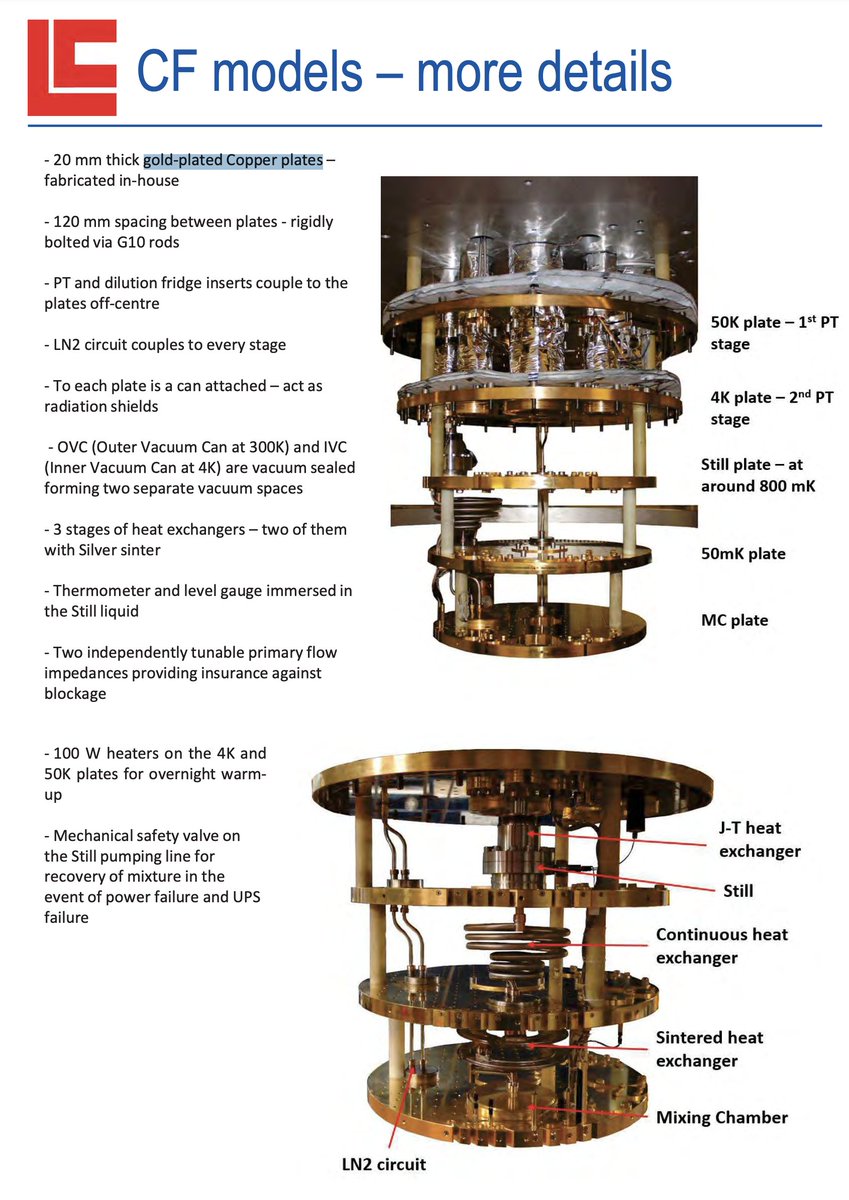 LC
CF models – more details
- 20 mm thick gold-plated Copper plates –
fabricated in-house
- 120 mm spacing between plates - rigidly
bolted via G10 rods
- PT and dilution fridge inserts couple to the
plates off-centre
- LN2 circuit couples to every stage
- To each plate is a can attached – act as
radiation shields
- OVC (Outer Vacuum Can at 300K) and IVC
(Inner Vacuum Can at 4K) are vacuum sealed
forming two separate vacuum spaces
- 3 stages of heat exchangers – two of them
with Silver sinter
- Thermometer and level gauge immersed in
the Still liquid
- Two independently tunable primary flow
impedances providing insurance against
blockage
- 100 W heaters on the 4K and
50K plates for overnight warm-
up
- Mechanical safety valve on
the Still pumping line for
recovery of mixture in the
event of power failure and UPS
failure
50K plate – 1st PT
stage
4K plate – 2nd PT
stage
Still plate – at
around 800 mK
50mK plate
MC plate
J-T heat
exchanger
Still
Continuous heat
exchanger
Sintered heat
exchanger
Mixing Chamber
LN2 circuit